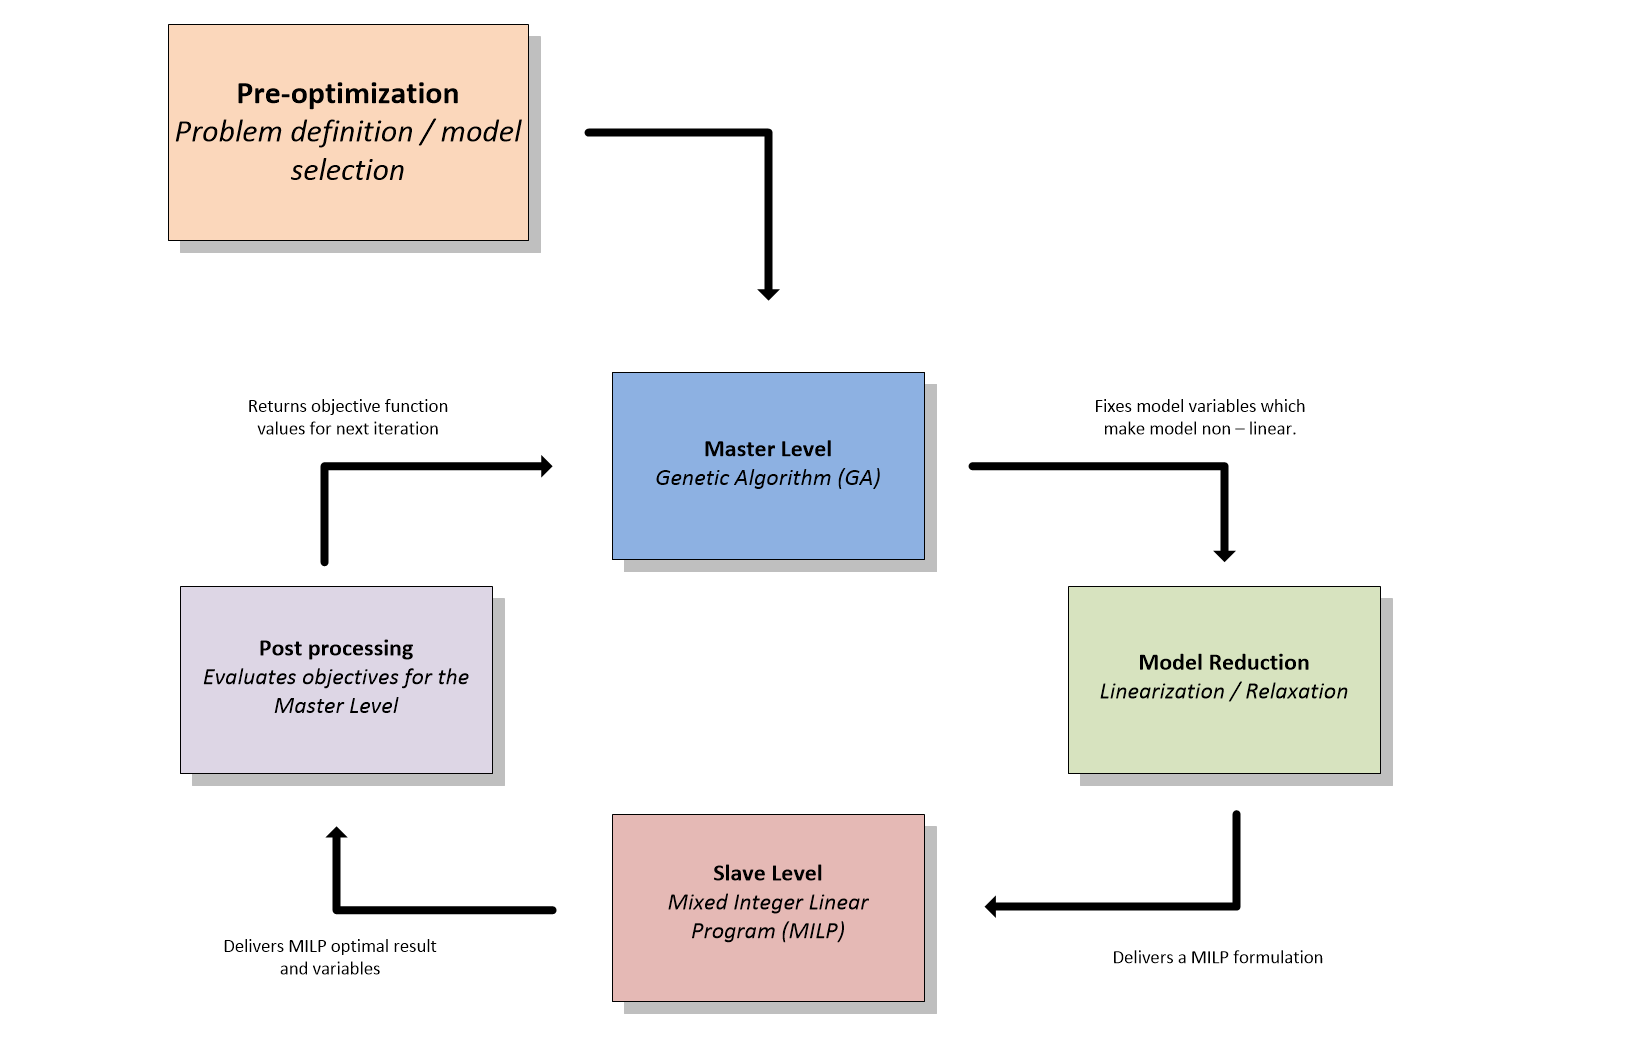 Pre-optimization
Problem definition / model
selection
Returns objective function
values for next iteration
Fixes model variables which
make model non – linear.
Master Level
Genetic Algorithm (GA)
Post processing
Evaluates objectives for the
Master Level
Model Reduction
Linearization / Relaxation
Slave Level
Mixed Integer Linear
Program (MILP)
Delivers MILP optimal result
and variables
Delivers a MILP formulation